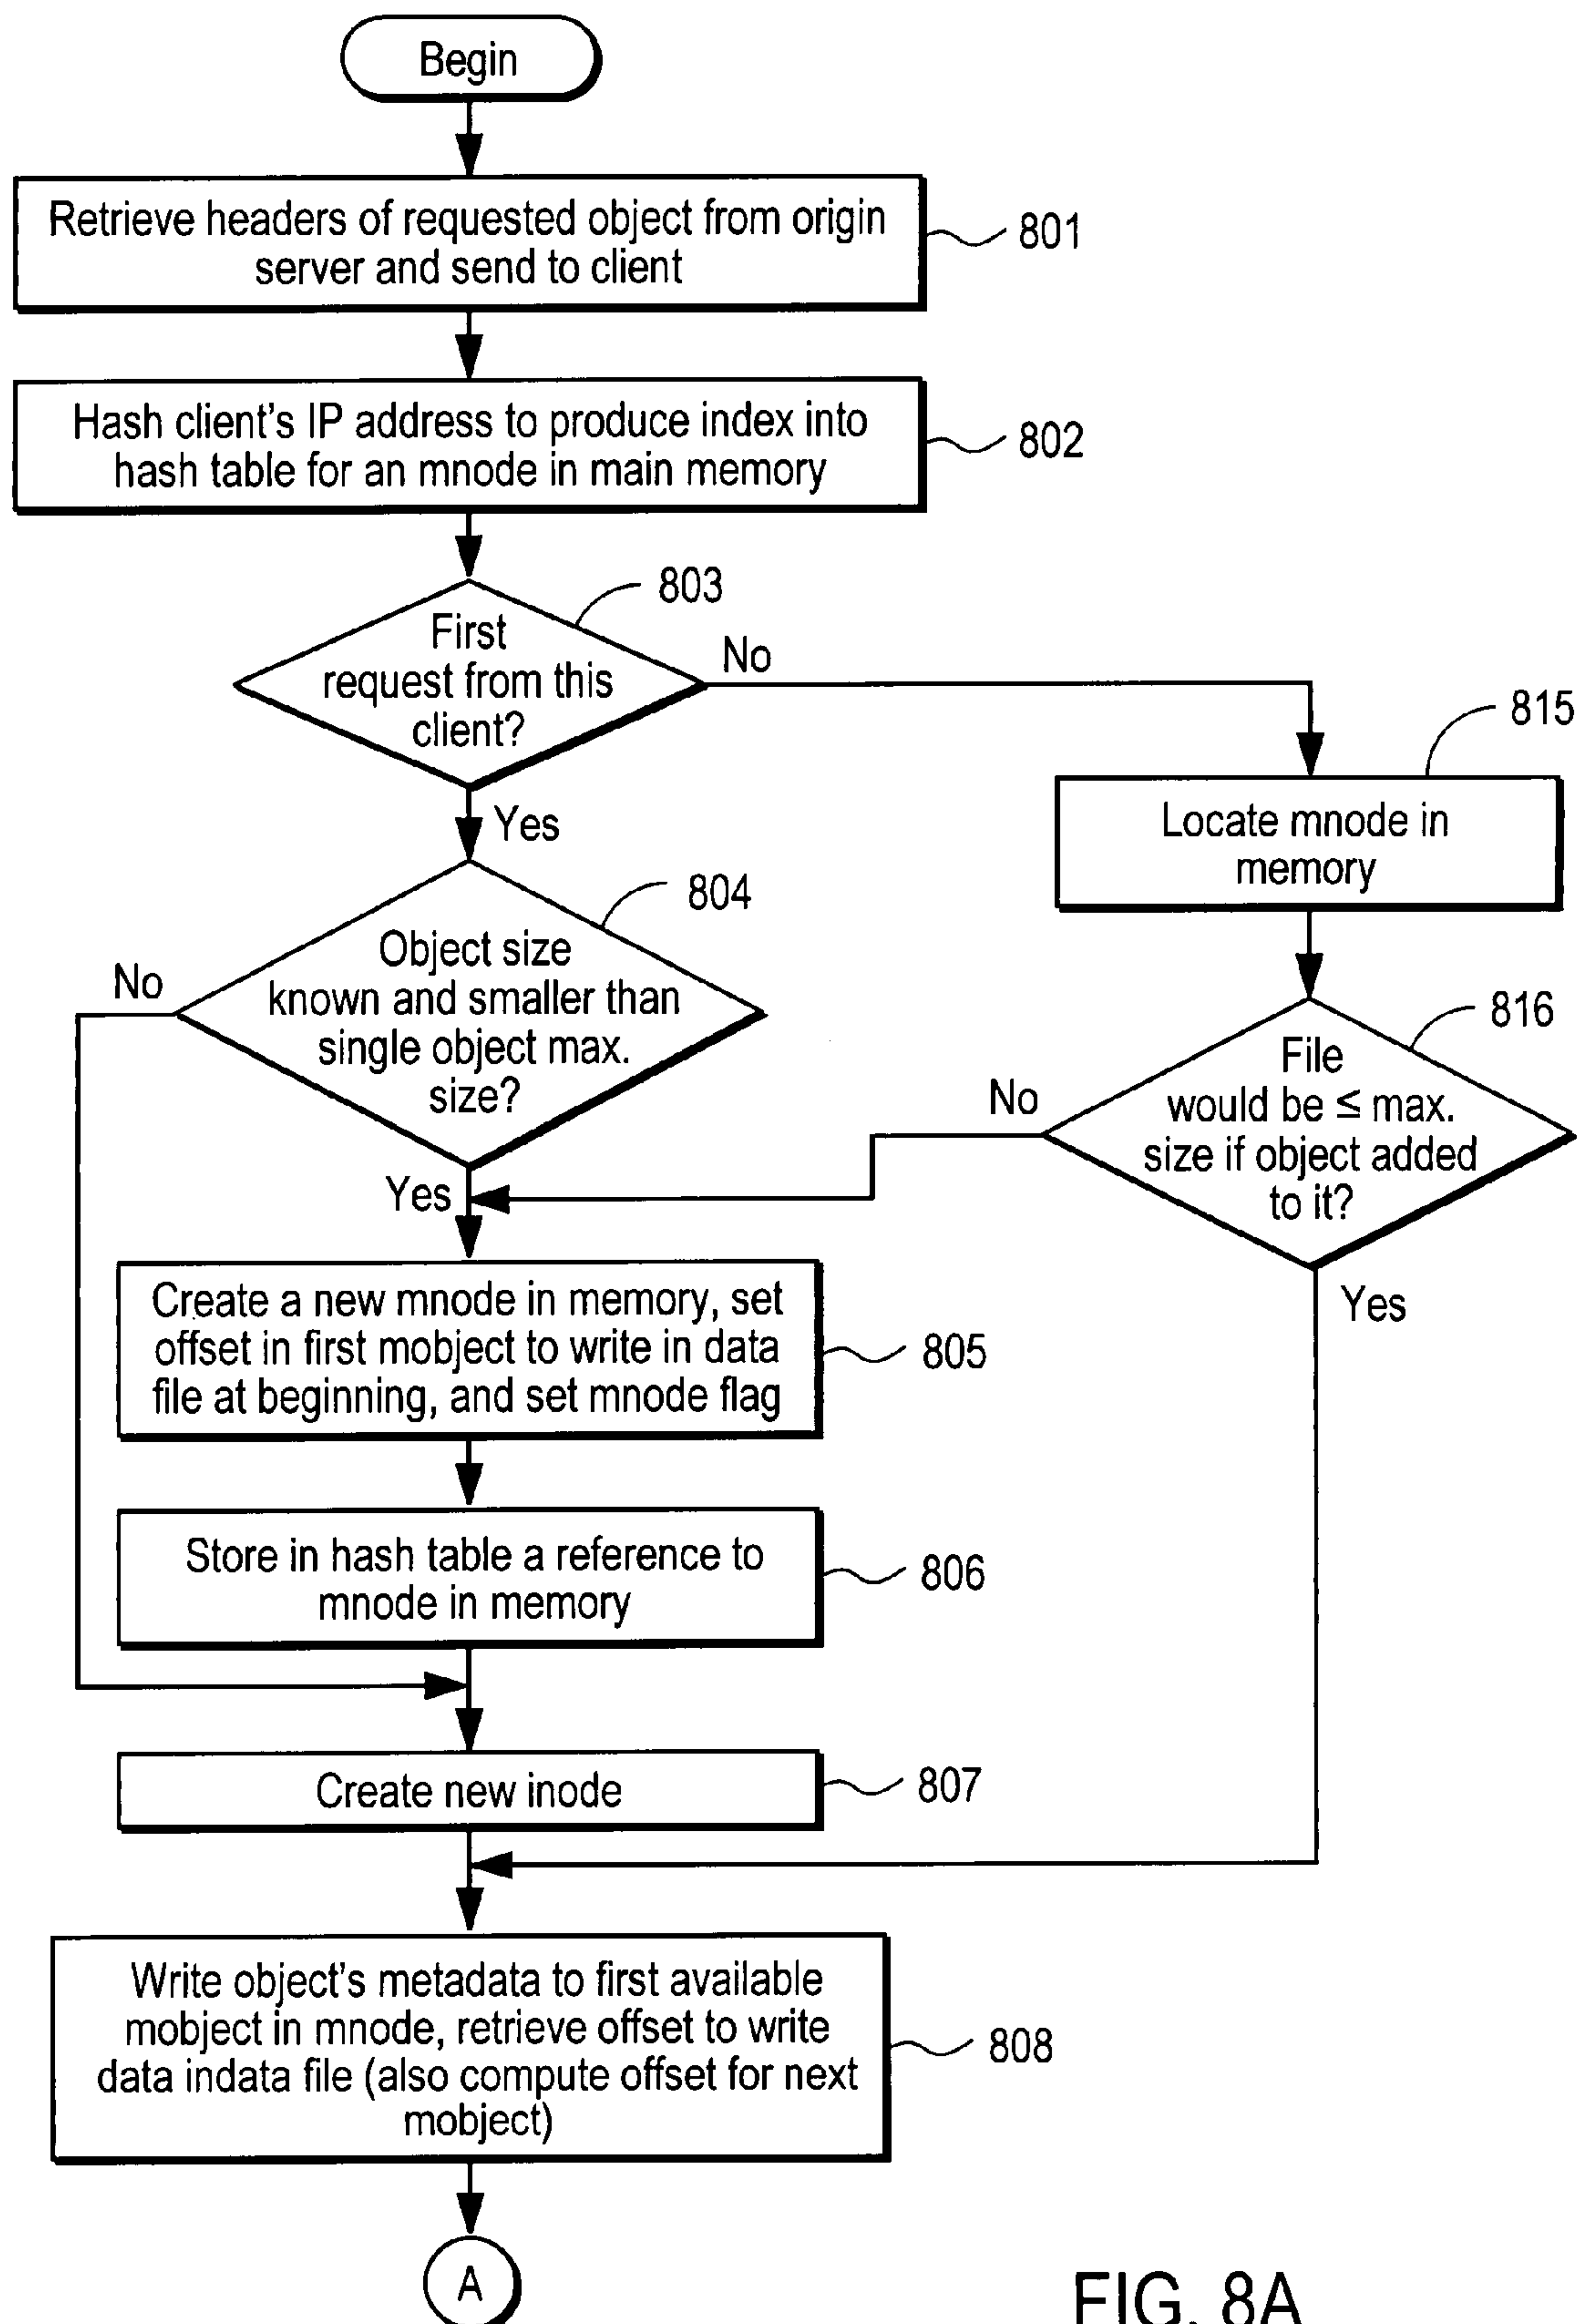 Begin
Retrieve headers of requested object from origin
server and send to client
801
Hash client's IP address to produce index into
hash table for an mnode in main memory
802
First
request from this
client?
803
No
Yes
815
Locate mnode in
memory
Object size
known and smaller than
single object max.
size?
804
No
Yes
File
would be ≤ max.
size if object added
to it?
816
No
Yes
Create a new mnode in memory, set
offset in first mobject to write in data
file at beginning, and set mnode flag
805
Store in hash table a reference to
mnode in memory
806
Create new inode
807
Write object's metadata to first available
mobject in mnode, retrieve offset to write
data indata file (also compute offset for next
mobject)
808
A
FIG. 8A